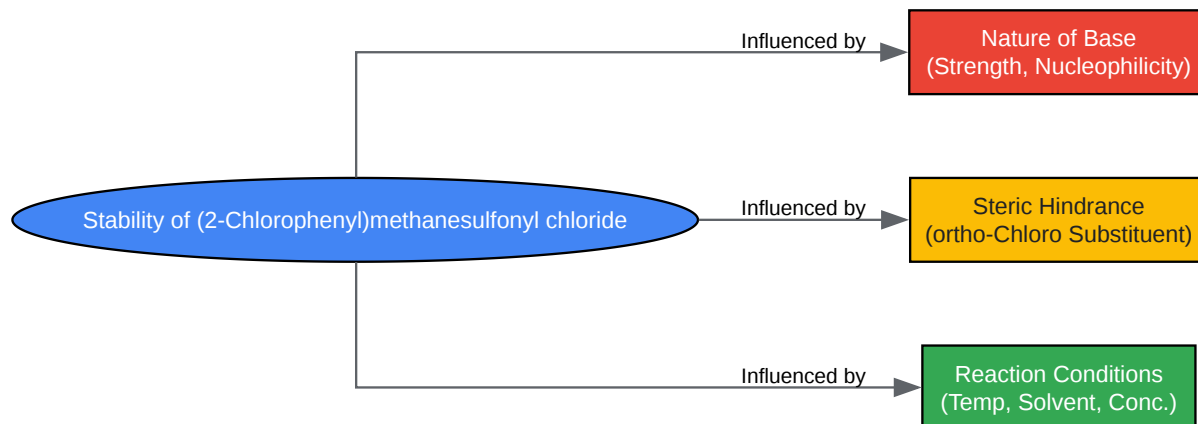 Influenced by
Nature of Base
(Strength, Nucleophilicity)
Stability of (2-Chlorophenyl)methanesulfonyl chloride
Influenced by
Steric Hindrance
(ortho-Chloro Substituent)
Influenced by
Reaction Conditions
(Temp, Solvent, Conc.)